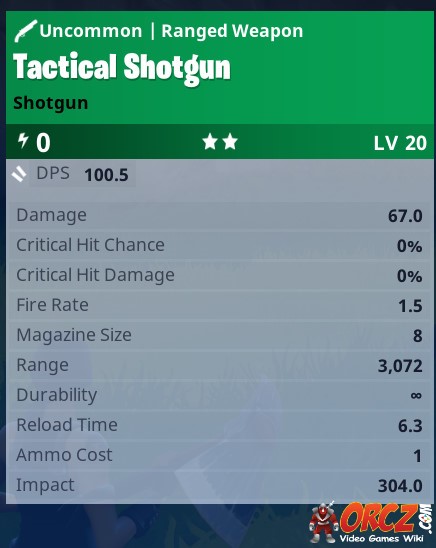 Uncommon | Ranged Weapon
Tactical Shotgun
Shotgun
0 LV 20
DPS 100.5
Damage 67.0
Critical Hit Chance 0%
Critical Hit Damage 0%
Fire Rate 1.5
Magazine Size 8
Range 3,072
Durability ∞
Reload Time 6.3
Ammo Cost 1
Impact 304.0
ORCZ.COM
Video Games Wiki